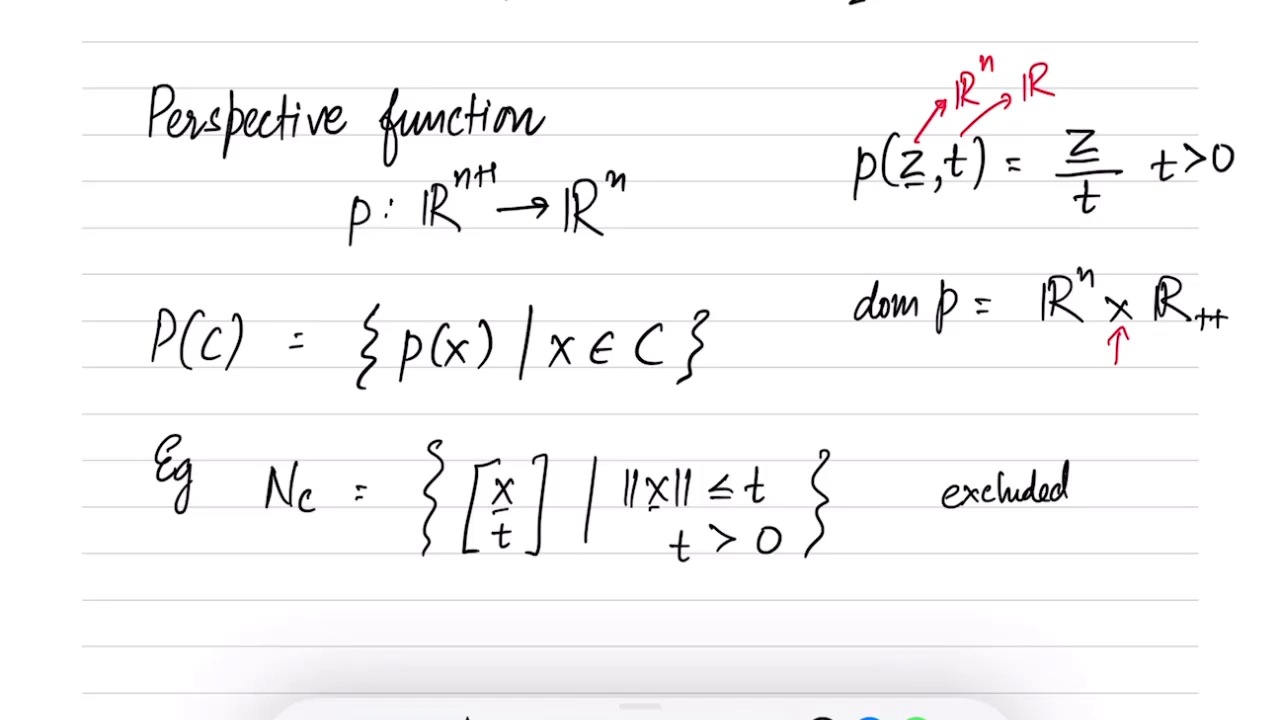 Perspective function
p : ℝⁿ⁺¹ → ℝⁿ
ℝⁿ ℝ
p(z, t) = z/t t > 0
dom p = ℝⁿ × ℝ₊₊
P(C) = { p(x) | x ∈ C }
Eg N_C = { [x t] | ||x|| ≤ t t > 0 } excluded